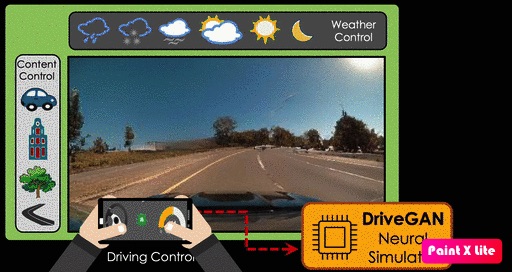 Weather
Control
Content
Control
Driving Control
DriveGAN
Neural
Simulat
Paint X Lite